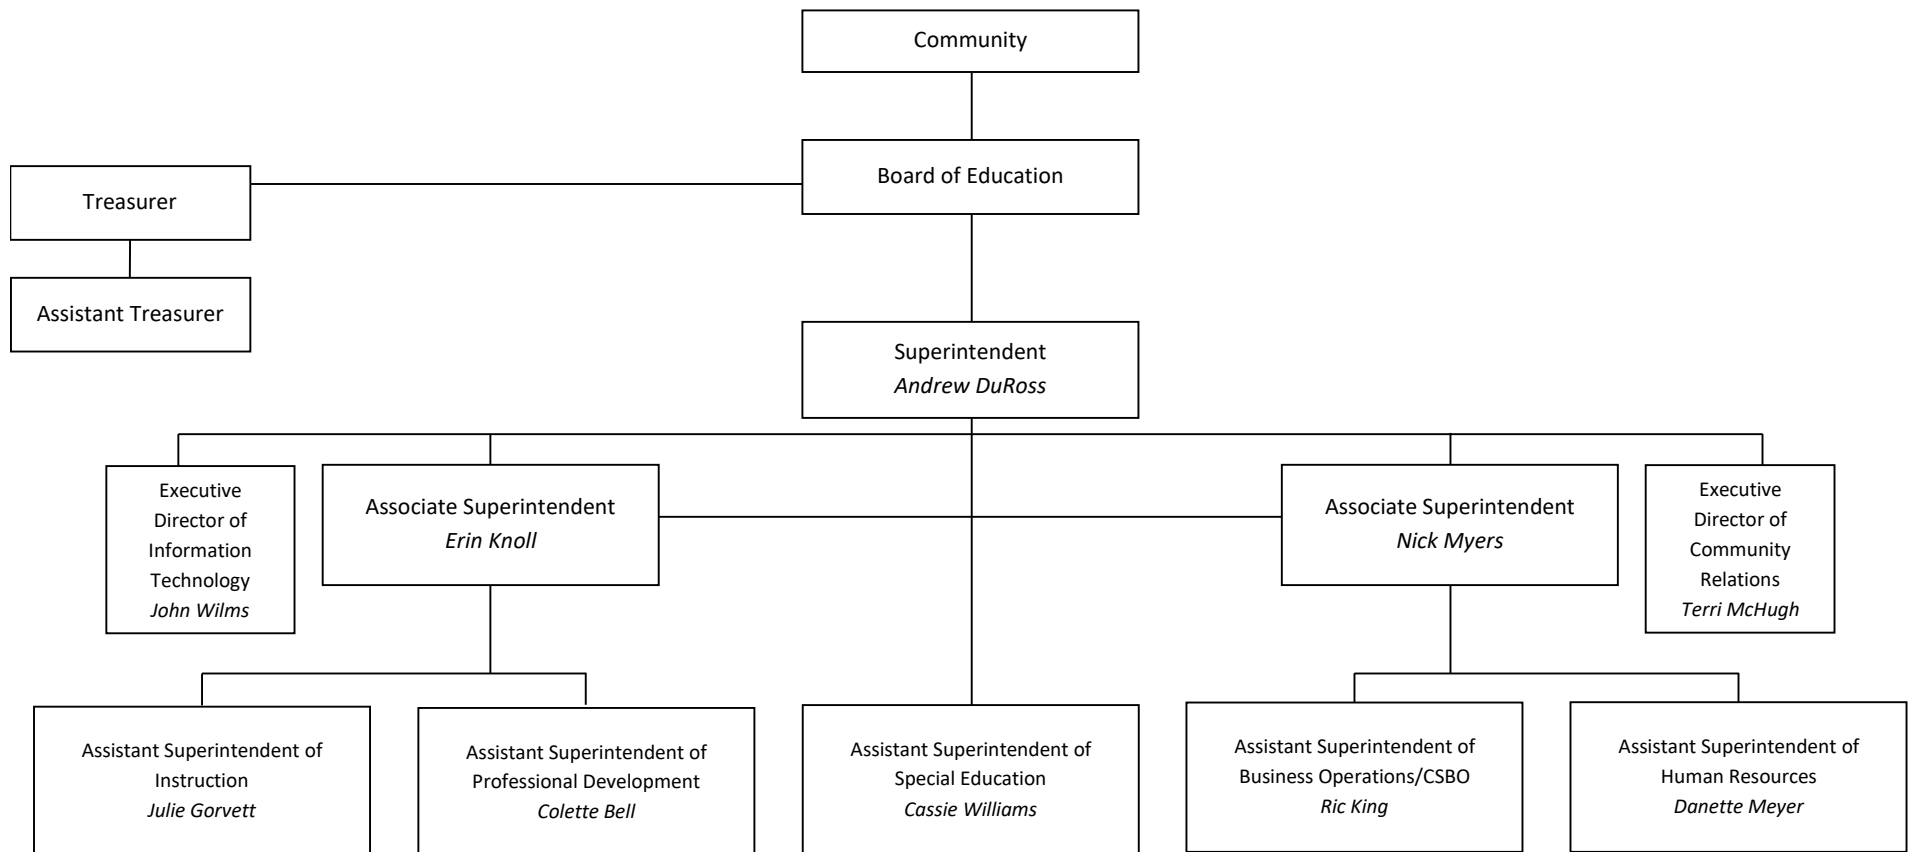 Community
Board of Education
Treasurer
Assistant Treasurer
Superintendent
Andrew DuRoss
Executive
Director of
Information
Technology
John Wilms
Associate Superintendent
Erin Knoll
Associate Superintendent
Nick Myers
Executive
Director of
Community
Relations
Terri McHugh
Assistant Superintendent of
Instruction
Julie Gorvett
Assistant Superintendent of
Professional Development
Colette Bell
Assistant Superintendent of
Special Education
Cassie Williams
Assistant Superintendent of
Business Operations/CSBO
Ric King
Assistant Superintendent of
Human Resources
Danette Meyer